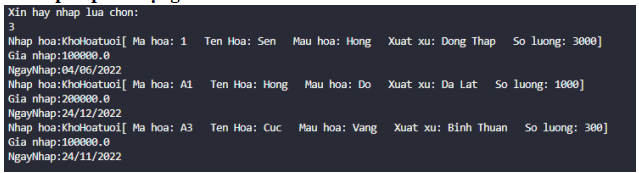 Xin hay nhap lua chon:
3
Nhap hoa:KhoHoatuoi[ Ma hoa: 1   Ten Hoa: Sen   Mau hoa: Hong   Xuat xu: Dong Thap   So luong: 3000]
Gia nhap:100000.0
NgayNhap:04/06/2022
Nhap hoa:KhoHoatuoi[ Ma hoa: A1   Ten Hoa: Hong   Mau hoa: Do   Xuat xu: Da Lat   So luong: 1000]
Gia nhap:200000.0
NgayNhap:24/12/2022
Nhap hoa:KhoHoatuoi[ Ma hoa: A3   Ten Hoa: Cuc   Mau hoa: Vang   Xuat xu: Binh Thuan   So luong: 300]
Gia nhap:100000.0
NgayNhap:24/11/2022